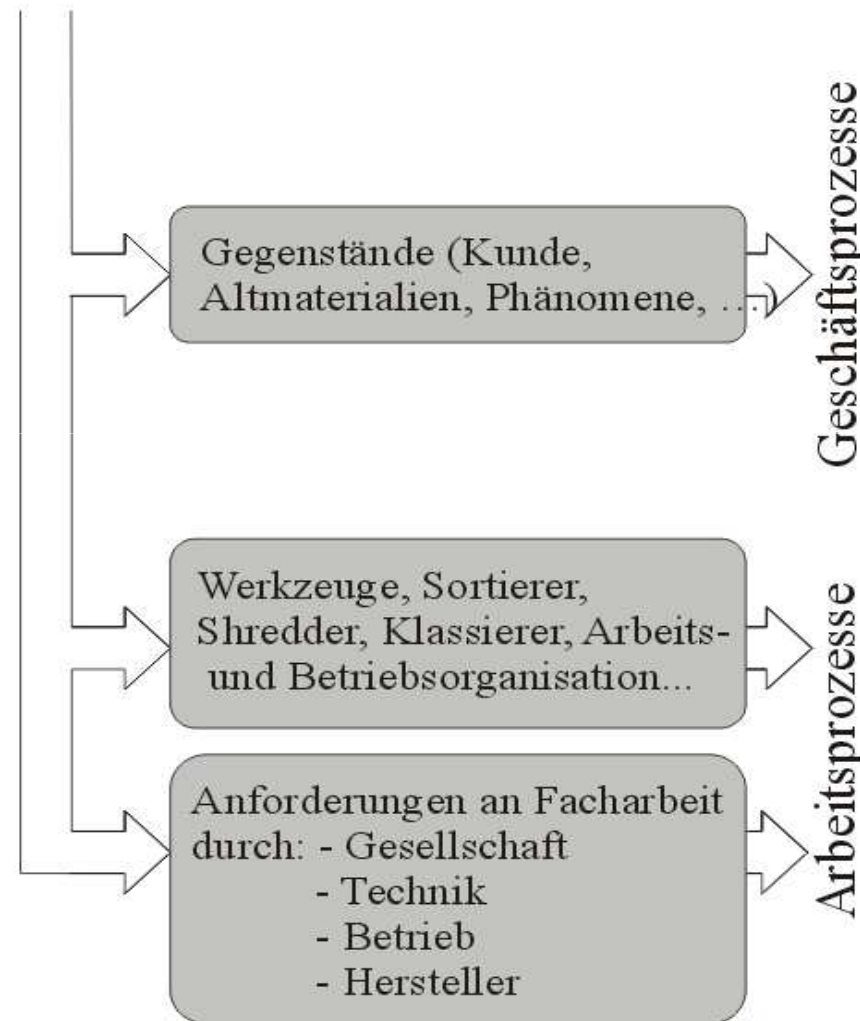 Gegenstände (Kunde,
Altmaterialien, Phänomene, ...)
Geschäftsprozesse
Werkzeuge, Sortierer,
Shredder, Klassierer, Arbeits-
und Betriebsorganisation...
Anforderungen an Facharbeit
durch: - Gesellschaft
- Technik
- Betrieb
- Hersteller
Arbeitsprozesse